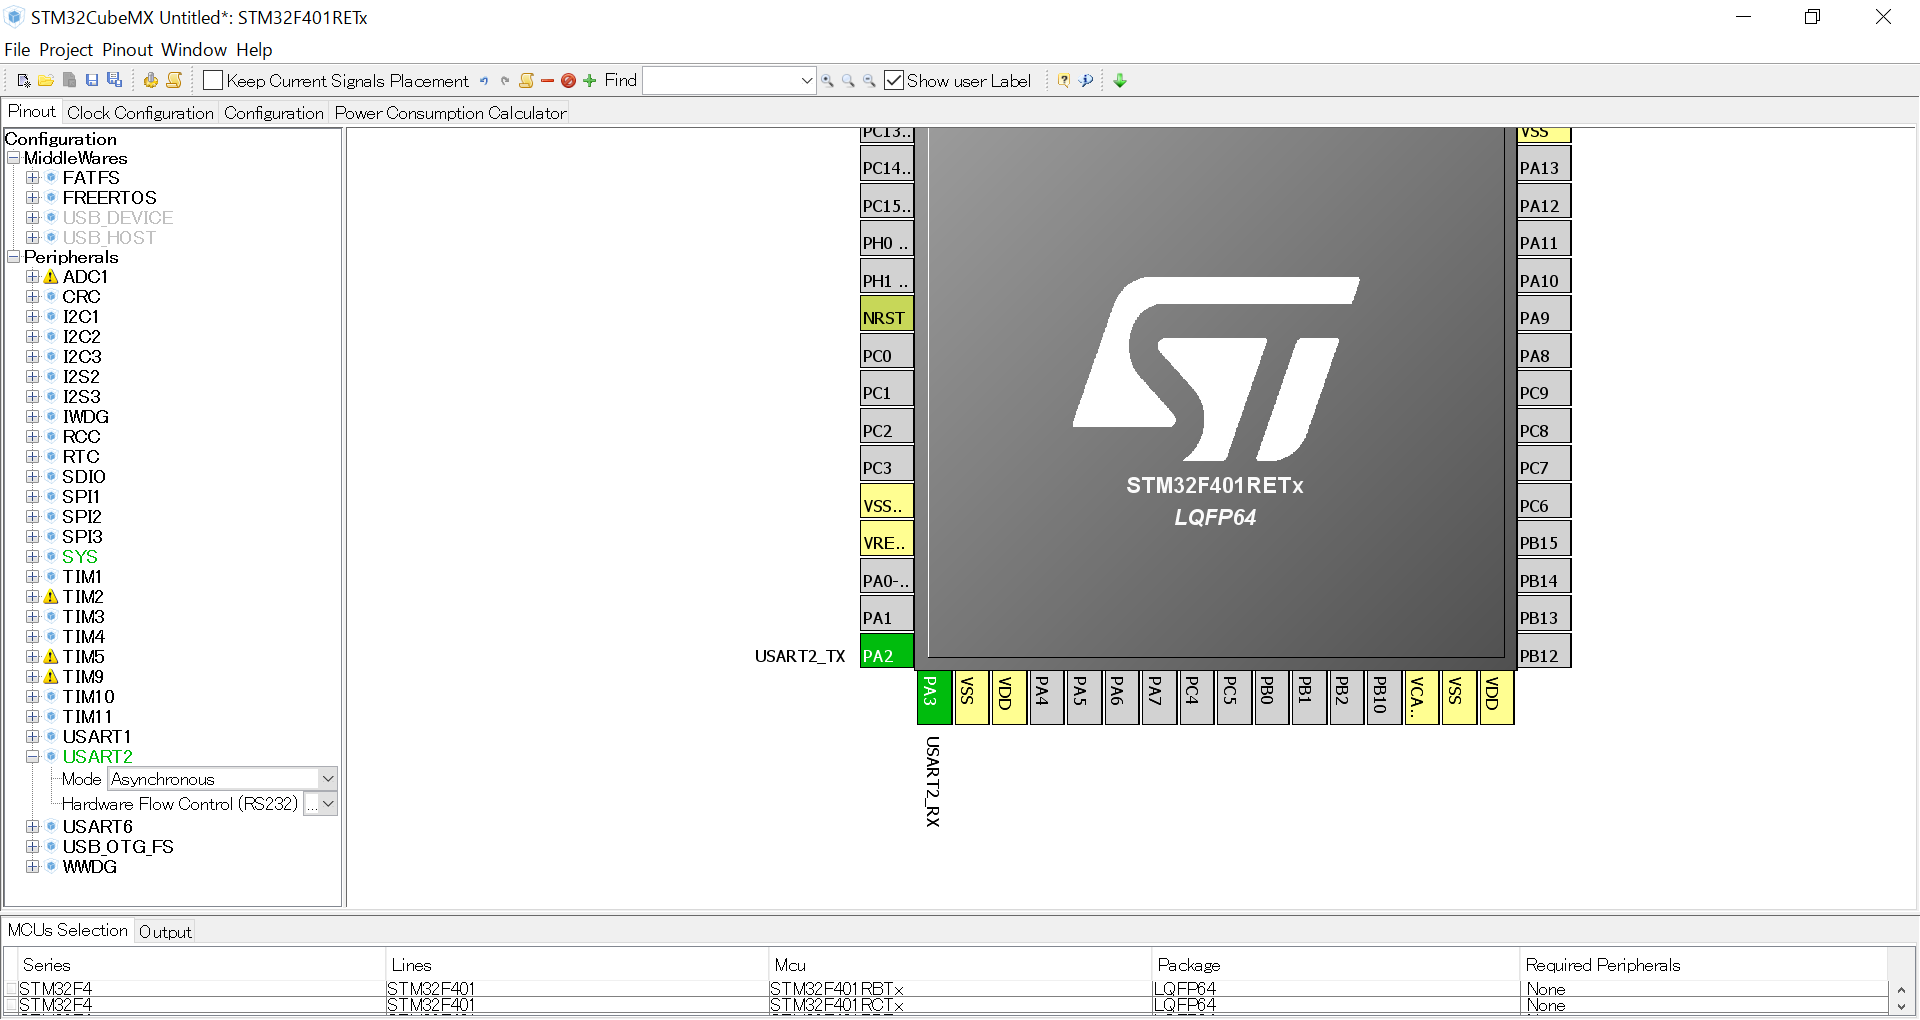 STM32CubeMX Untitled*: STM32F401RETx
File Project Pinout Window Help
Keep Current Signals Placement Find Show user Label
Pinout Clock Configuration Configuration Power Consumption Calculator
Configuration
MiddleWares
FATFS
FREERTOS
USB_DEVICE
USB_HOST
Peripherals
ADC1
CRC
I2C1
I2C2
I2C3
I2S2
I2S3
IWDG
RCC
RTC
SDIO
SPI1
SPI2
SPI3
SYS
TIM1
TIM2
TIM3
TIM4
TIM5
TIM9
TIM10
TIM11
USART1
USART2
Mode Asynchronous
Hardware Flow Control (RS232) ...
USART6
USB_OTG_FS
WWDG
PC13..
PC14..
PC15..
PH0 ..
PH1 ..
NRST
PC0
PC1
PC2
PC3
VSS..
VRE..
PA0-..
PA1
USART2_TX PA2
ST
STM32F401RETx
LQFP64
VSS
PA13
PA12
PA11
PA10
PA9
PA8
PC9
PC8
PC7
PC6
PB15
PB14
PB13
PB12
PA3
VSS
VDD
PA4
PA5
PA6
PA7
PC4
PC5
PB0
PB1
PB2
PB10
VCA..
VSS
VDD
USART2_RX
MCUs Selection Output
Series Lines Mcu Package Required Peripherals
STM32F4 STM32F401 STM32F401RBTx LQFP64 None
STM32F4 STM32F401 STM32F401RCTx LQFP64 None